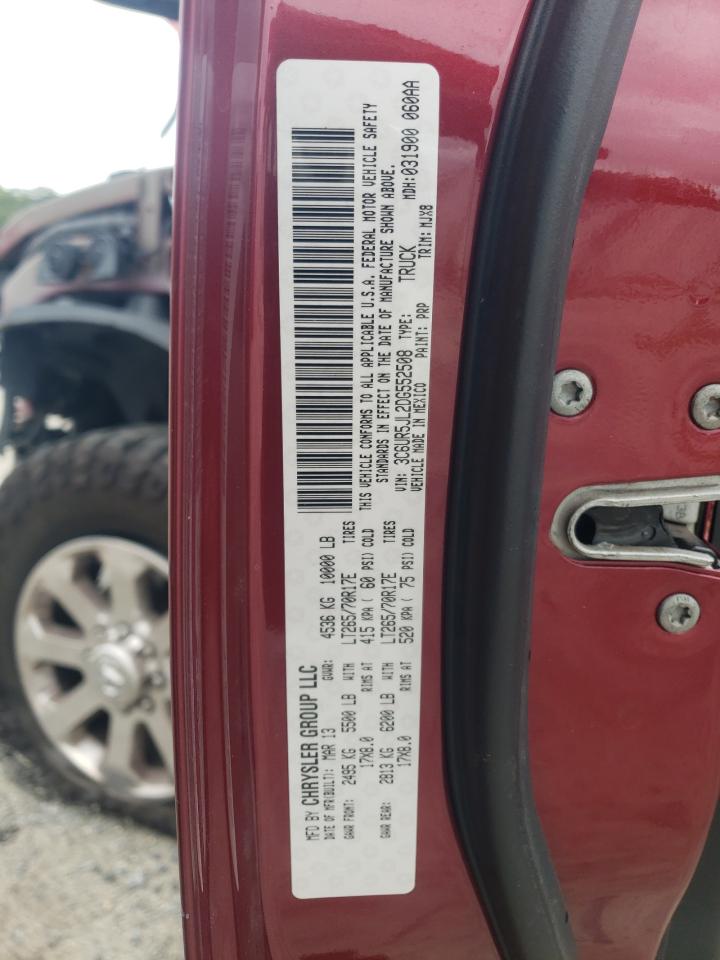 MFD BY CHRYSLER GROUP LLC
DATE OF MFR(BUILT): MAR 13 GVWR: 4536 KG 10000 LB
GAWR FRONT: 2495 KG 5500 LB WITH LT265/70R17E TIRES
17X8.0 RIMS AT 415 KPA ( 60 PSI) COLD
GAWR REAR: 2813 KG 6200 LB WITH LT265/70R17E TIRES
17X8.0 RIMS AT 520 KPA ( 75 PSI) COLD
THIS VEHICLE CONFORMS TO ALL APPLICABLE U.S.A. FEDERAL MOTOR VEHICLE SAFETY
STANDARDS IN EFFECT ON THE DATE OF MANUFACTURE SHOWN ABOVE.
VIN: 3C6UR5JL2DG552508 TYPE: TRUCK MDH:031900 060AA
VEHICLE MADE IN MEXICO PAINT: PRP TRIM: MJX8